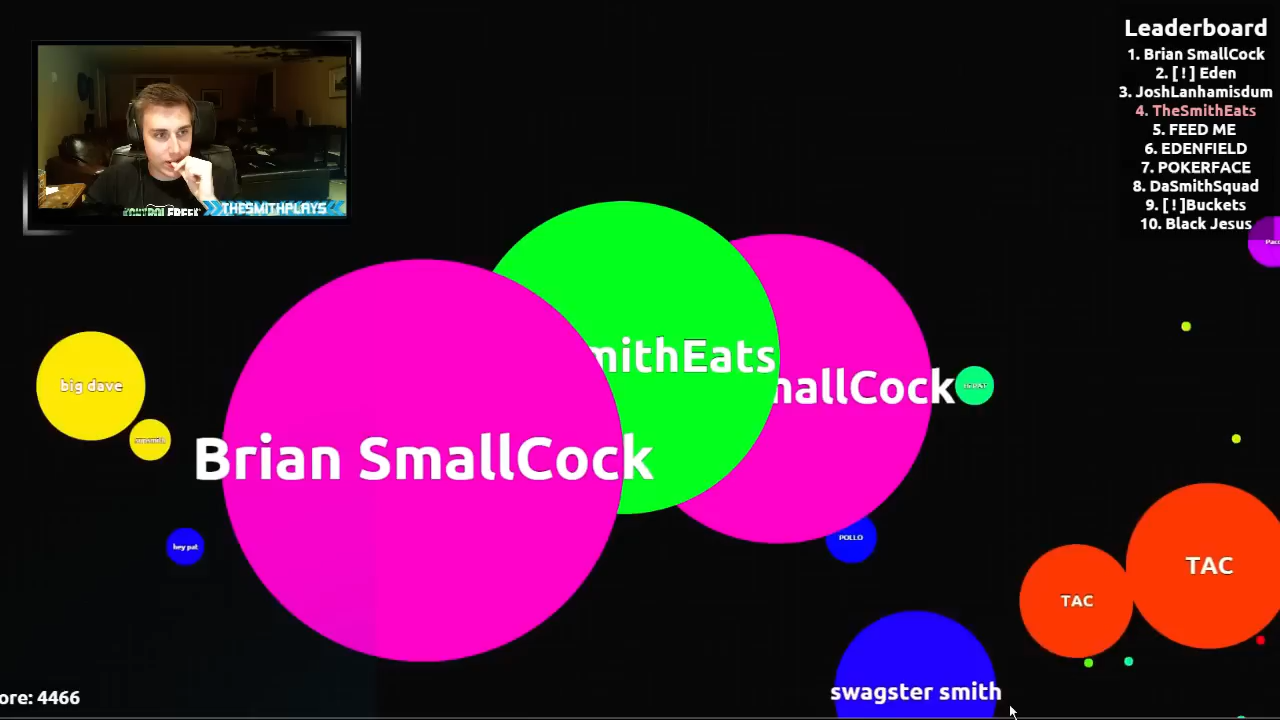 Leaderboard
1. Brian SmallCock
2. [ ! ] Eden
3. JoshLanhamisdum
4. TheSmithEats
5. FEED ME
6. EDENFIELD
7. POKERFACE
8. DaSmithSquad
9. [ ! ]Buckets
10. Black Jesus
THESMITHPLAYS
mithEats
big dave
mallCock
Brian SmallCock
hey pat
POLLO
TAC
TAC
swagster smith
ore: 4466